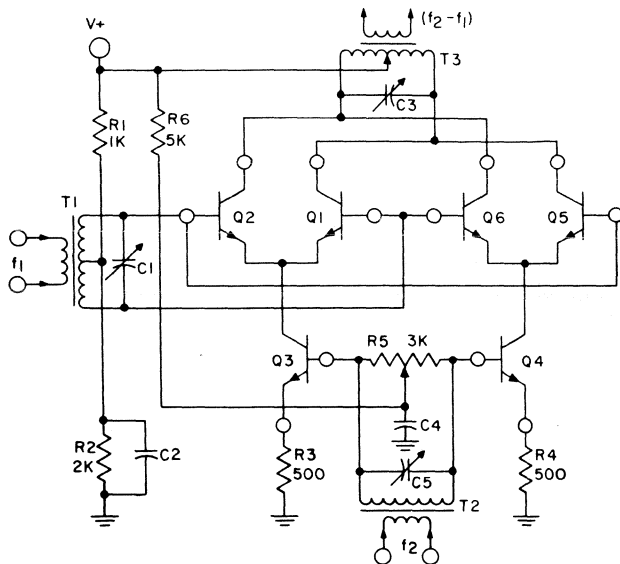 (f2-f1)
V+
T3
C3
R1
1K
R6
5K
T1
Q2
Q1
Q6
Q5
f1
C1
R5
3K
Q3
Q4
C4
R2
2K
C2
R3
500
C5
R4
500
T2
f2